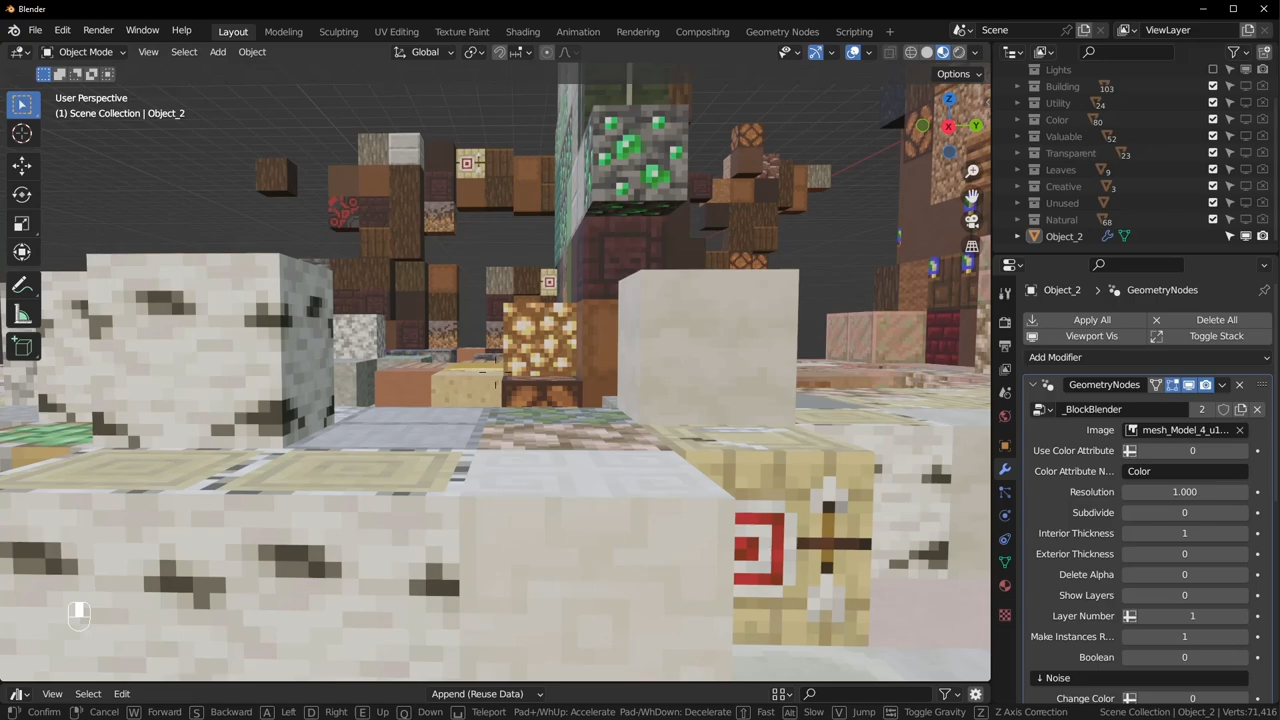 Blender
File Edit Render Window Help Layout Modeling Sculpting UV Editing Texture Paint Shading Animation Rendering Compositing Geometry Nodes Scripting + Scene ViewLayer
Object Mode View Select Add Object Global
Options
User Perspective
(1) Scene Collection | Object_2
Z
X
Y
Lights
Building 103
Utility 24
Color 80
Valuable 52
Transparent 23
Leaves 9
Creative 3
Unused
Natural 68
Object_2
Object_2 GeometryNodes
Apply All Delete All
Viewport Vis Toggle Stack
Add Modifier
GeometryNodes
_BlockBlender 2
Image mesh_Model_4_u1...
Use Color Attribute 0
Color Attribute N... Color
Resolution 1.000
Subdivide 0
Interior Thickness 1
Exterior Thickness 0
Delete Alpha 0
Show Layers 0
Layer Number 1
Make Instances R... 1
Boolean 0
↓ Noise
Change Color 0
View Select Edit Append (Reuse Data)
Confirm Cancel W Forward S Backward A Left D Right E Up Q Down Teleport Pad+/WhUp: Accelerate Pad-/WhDown: Decelerate Fast Alt Slow V Jump Toggle Gravity Z Axis Correction Scene Collection | Object_2 | Verts:71,416